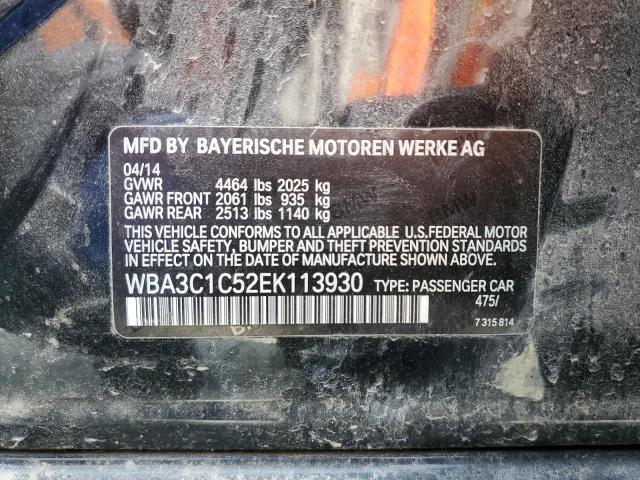 MFD BY BAYERISCHE MOTOREN WERKE AG
04/14
GVWR 4464 lbs 2025 kg
GAWR FRONT 2061 lbs 935 kg
GAWR REAR 2513 lbs 1140 kg
THIS VEHICLE CONFORMS TO ALL APPLICABLE U.S.FEDERAL MOTOR
VEHICLE SAFETY, BUMPER AND THEFT PREVENTION STANDARDS
IN EFFECT ON THE DATE OF MANUFACTURE SHOWN ABOVE.
WBA3C1C52EK113930 TYPE: PASSENGER CAR
475/
7 315 814